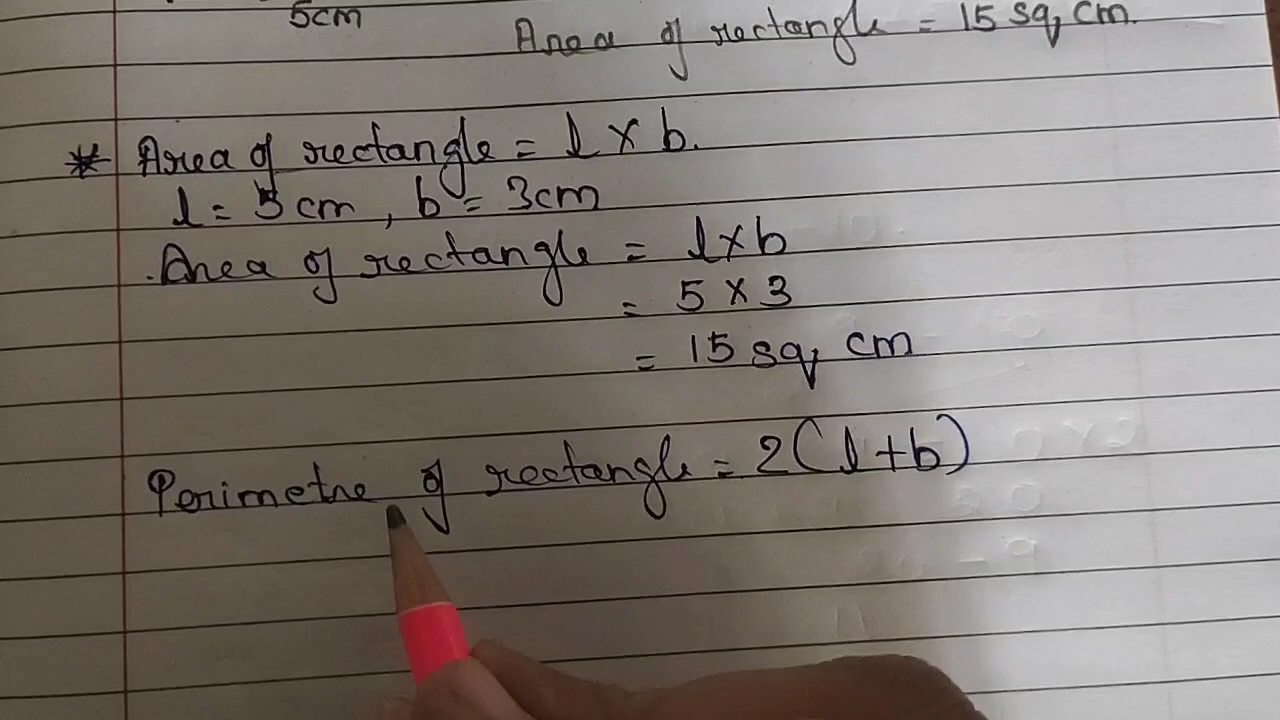 5cm
Area of rectangle = 15 sq, cm.
* Area of rectangle = l × b.
l = 5 cm, b = 3cm
.Area of rectangle = l×b
= 5 × 3
= 15 sq, cm
Perimetre of rectangle = 2(l+b)